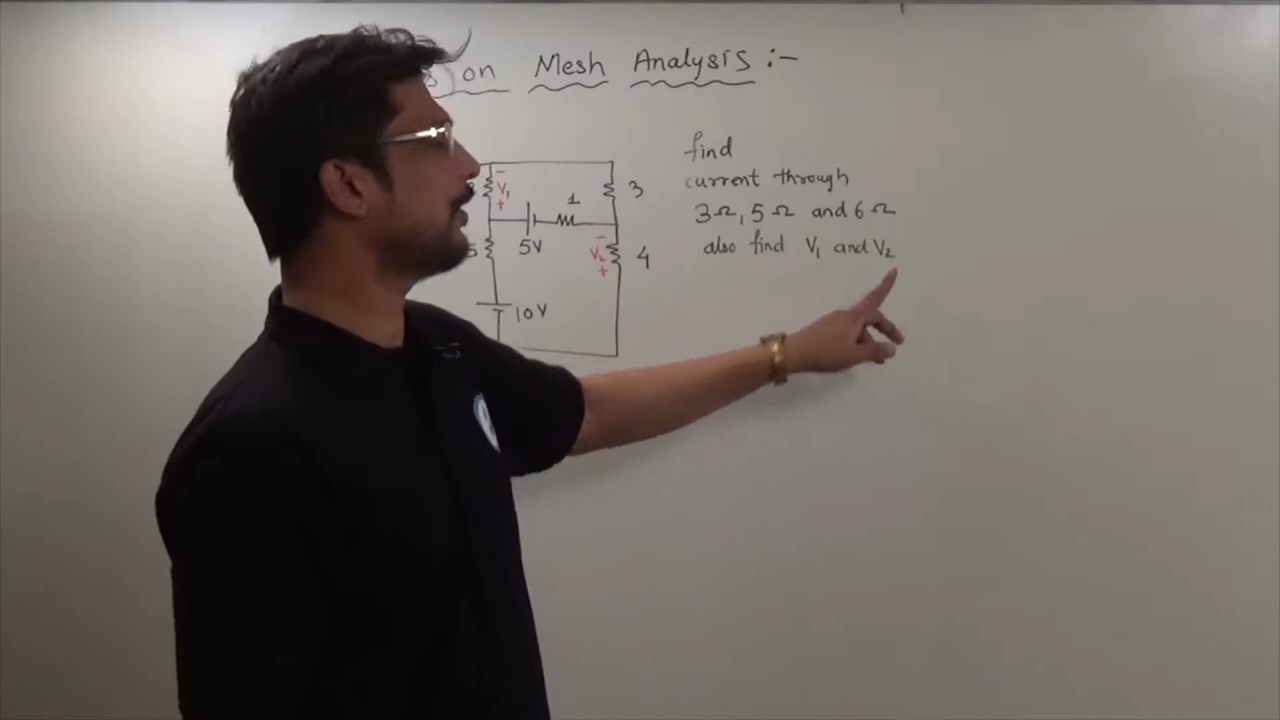 on Mesh Analysis :-
find
current through
3Ω, 5Ω and 6Ω
also find V1 and V2
- V1 +
3
1
5V
5
- V2 +
4
10V